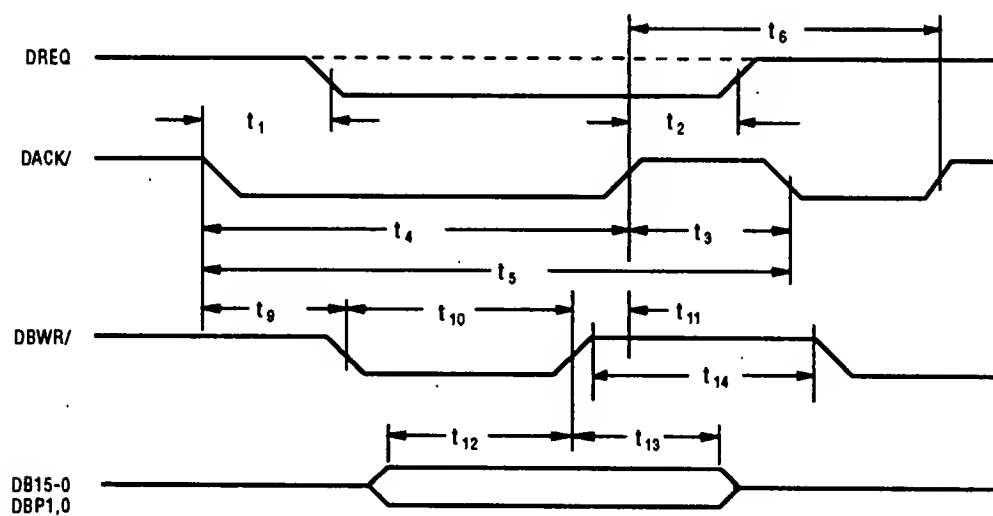 t6
DREQ
t1
t2
DACK/
t4
t3
t5
t9
t10
t11
DBWR/
t14
t12
t13
DB15-0
DBP1,0